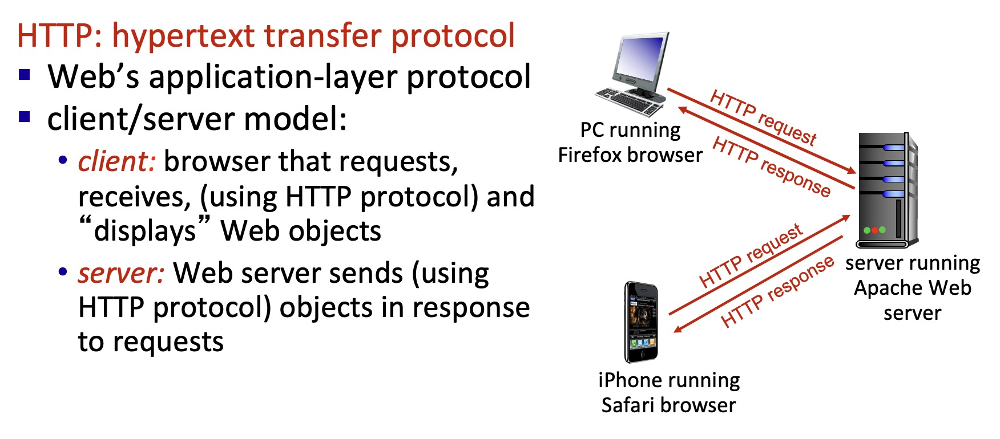 HTTP: hypertext transfer protocol
▪ Web’s application-layer protocol
▪ client/server model:
• client: browser that requests,
receives, (using HTTP protocol) and
“displays” Web objects
• server: Web server sends (using
HTTP protocol) objects in response
to requests
PC running
Firefox browser
HTTP request
HTTP response
HTTP request
HTTP response
server running
Apache Web
server
iPhone running
Safari browser